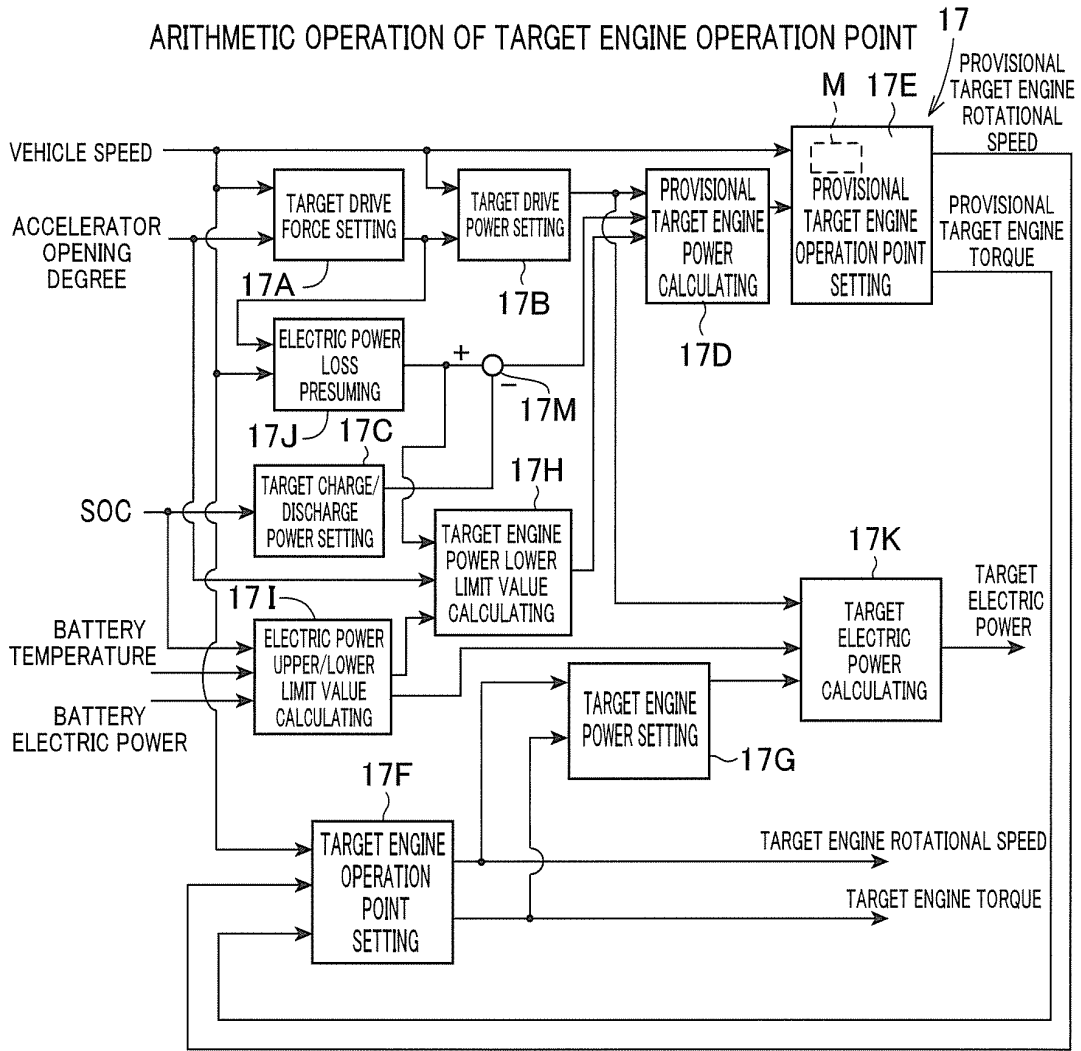 ARITHMETIC OPERATION OF TARGET ENGINE OPERATION POINT
17
PROVISIONAL
TARGET ENGINE
ROTATIONAL
SPEED
M
17E
VEHICLE SPEED
TARGET DRIVE
FORCE SETTING
17A
TARGET DRIVE
POWER SETTING
17B
PROVISIONAL
TARGET ENGINE
POWER
CALCULATING
17D
PROVISIONAL
TARGET ENGINE
OPERATION POINT
SETTING
PROVISIONAL
TARGET ENGINE
TORQUE
ACCELERATOR
OPENING
DEGREE
ELECTRIC POWER
LOSS
PRESUMING
17J
+
−
17M
17C
TARGET CHARGE/
DISCHARGE
POWER SETTING
SOC
17H
TARGET ENGINE
POWER LOWER
LIMIT VALUE
CALCULATING
17I
ELECTRIC POWER
UPPER/LOWER
LIMIT VALUE
CALCULATING
BATTERY
TEMPERATURE
BATTERY
ELECTRIC POWER
17K
TARGET
ELECTRIC
POWER
CALCULATING
TARGET
ELECTRIC
POWER
TARGET ENGINE
POWER SETTING
17G
17F
TARGET ENGINE
OPERATION
POINT
SETTING
TARGET ENGINE ROTATIONAL SPEED
TARGET ENGINE TORQUE